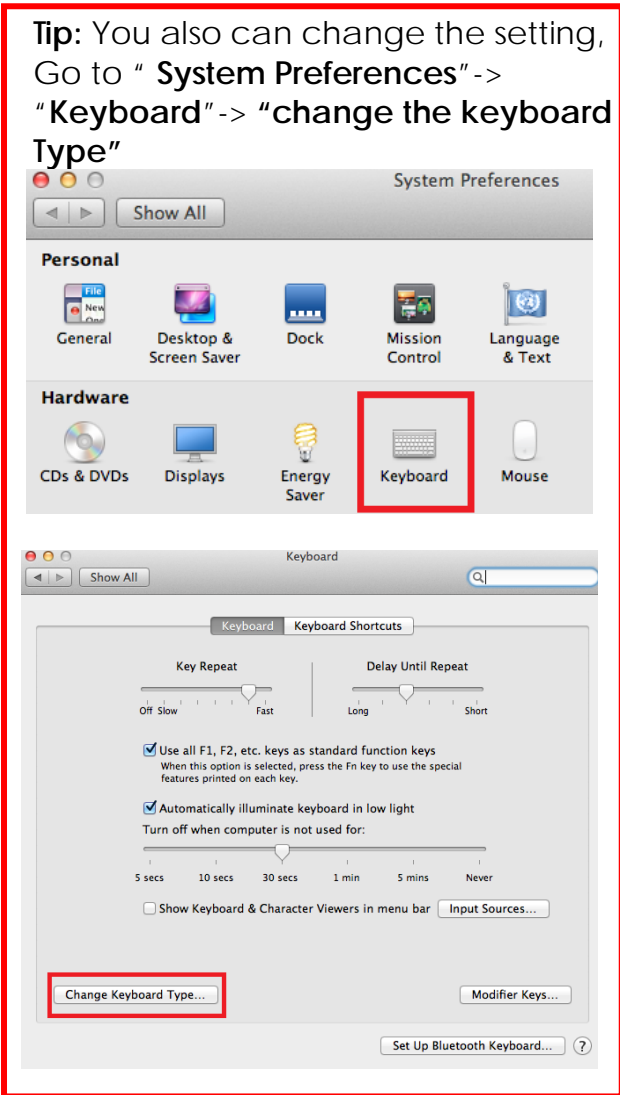 Tip: You also can change the setting,
Go to “ System Preferences”->
“Keyboard”-> “change the keyboard
Type”
System Preferences
Show All
Personal
File
New
General
Desktop &
Screen Saver
Dock
Mission
Control
Language
& Text
Hardware
CDs & DVDs
Displays
Energy
Saver
Keyboard
Mouse
Keyboard
Show All
Keyboard
Keyboard Shortcuts
Key Repeat
Delay Until Repeat
Off Slow
Fast
Long
Short
Use all F1, F2, etc. keys as standard function keys
When this option is selected, press the Fn key to use the special
features printed on each key.
Automatically illuminate keyboard in low light
Turn off when computer is not used for:
5 secs 10 secs 30 secs 1 min 5 mins Never
Show Keyboard & Character Viewers in menu bar
Input Sources...
Change Keyboard Type...
Modifier Keys...
Set Up Bluetooth Keyboard...
?